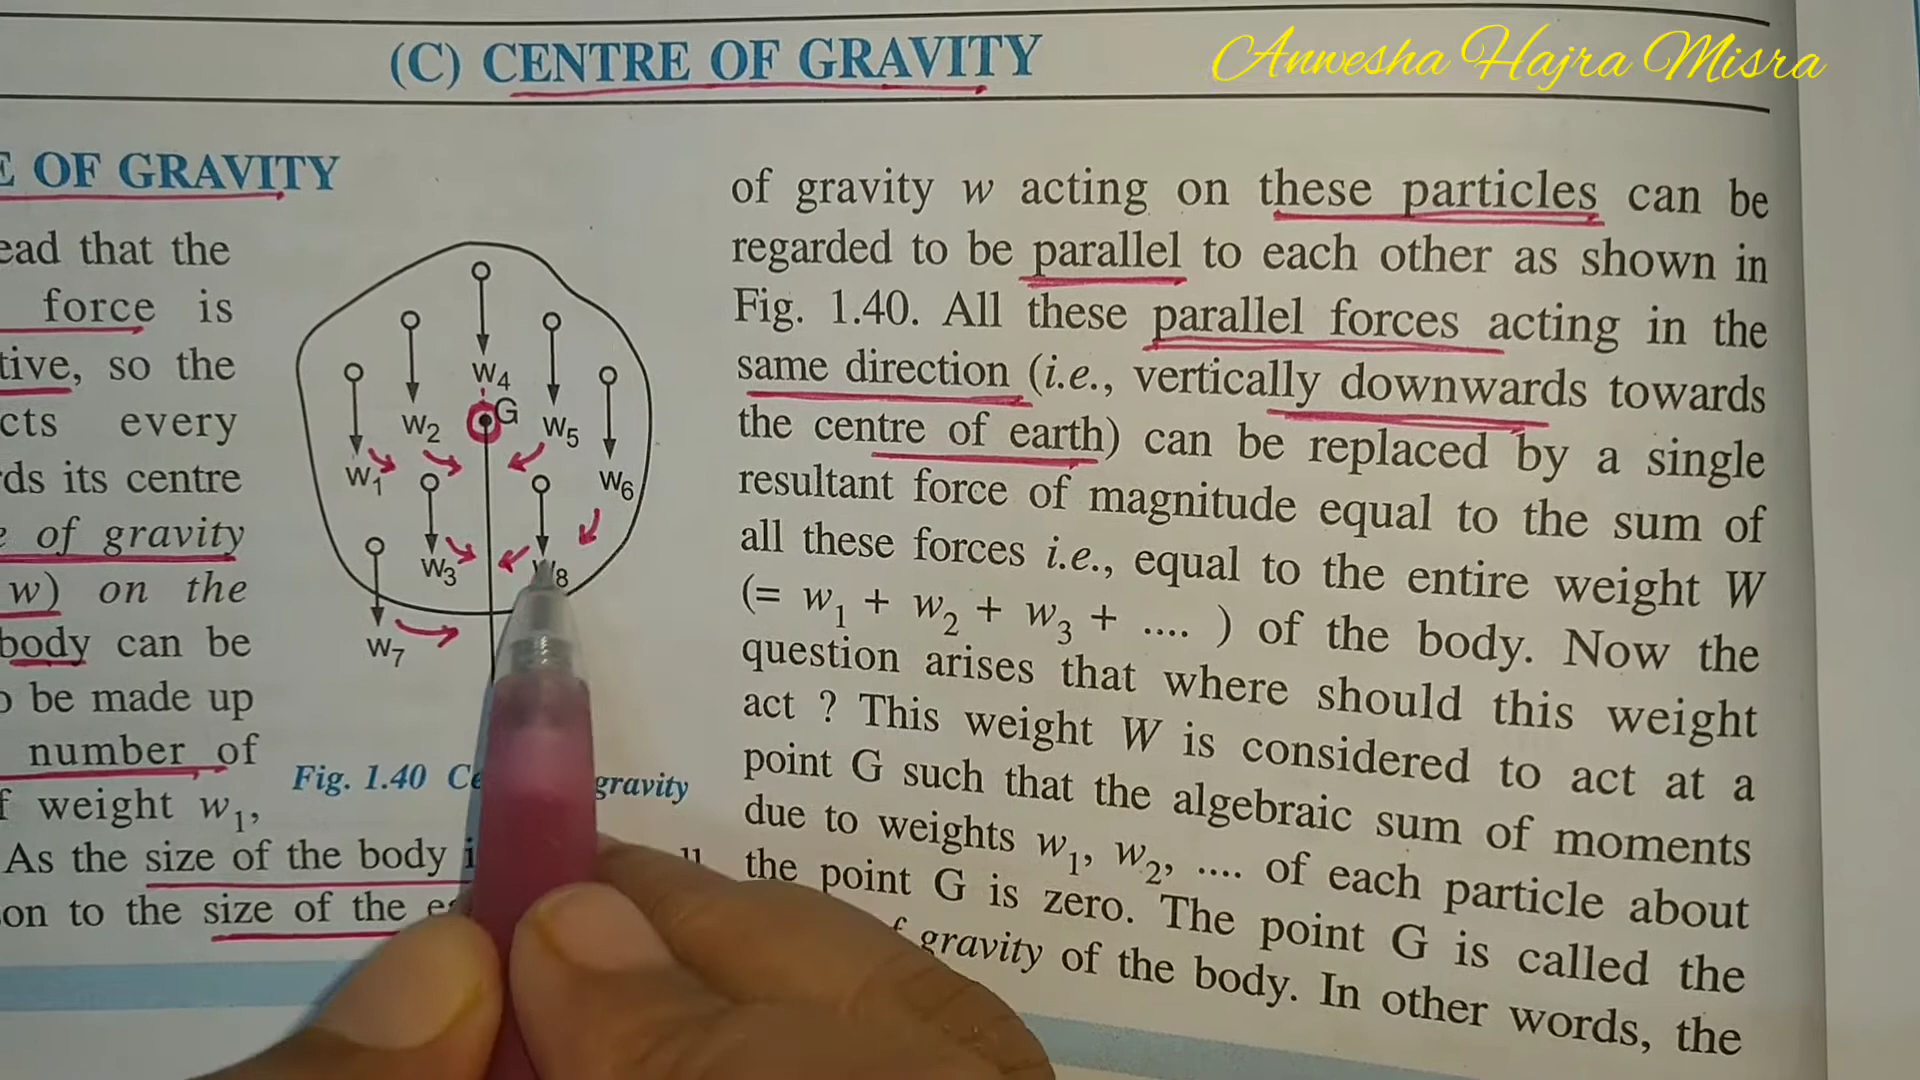 (C) CENTRE OF GRAVITY
Anwesha Hajra Misra
OF GRAVITY
that the
force is
so the
every
its centre
of gravity
w) on the
body can be
be made up
number of
weight w₁,
As the size of the body
to the size of the
W₄
G
W₂
W₅
W₁
W₆
W₃
W₇
Fig. 1.40 gravity
of gravity w acting on these particles can be
regarded to be parallel to each other as shown in
Fig. 1.40. All these parallel forces acting in the
same direction (i.e., vertically downwards towards
the centre of earth) can be replaced by a single
resultant force of magnitude equal to the sum of
all these forces i.e., equal to the entire weight W
(= w₁ + w₂ + w₃ + .... ) of the body. Now the
question arises that where should this weight
act ? This weight W is considered to act at a
point G such that the algebraic sum of moments
due to weights w₁, w₂, .... of each particle about
the point G is zero. The point G is called the
gravity of the body. In other words, the